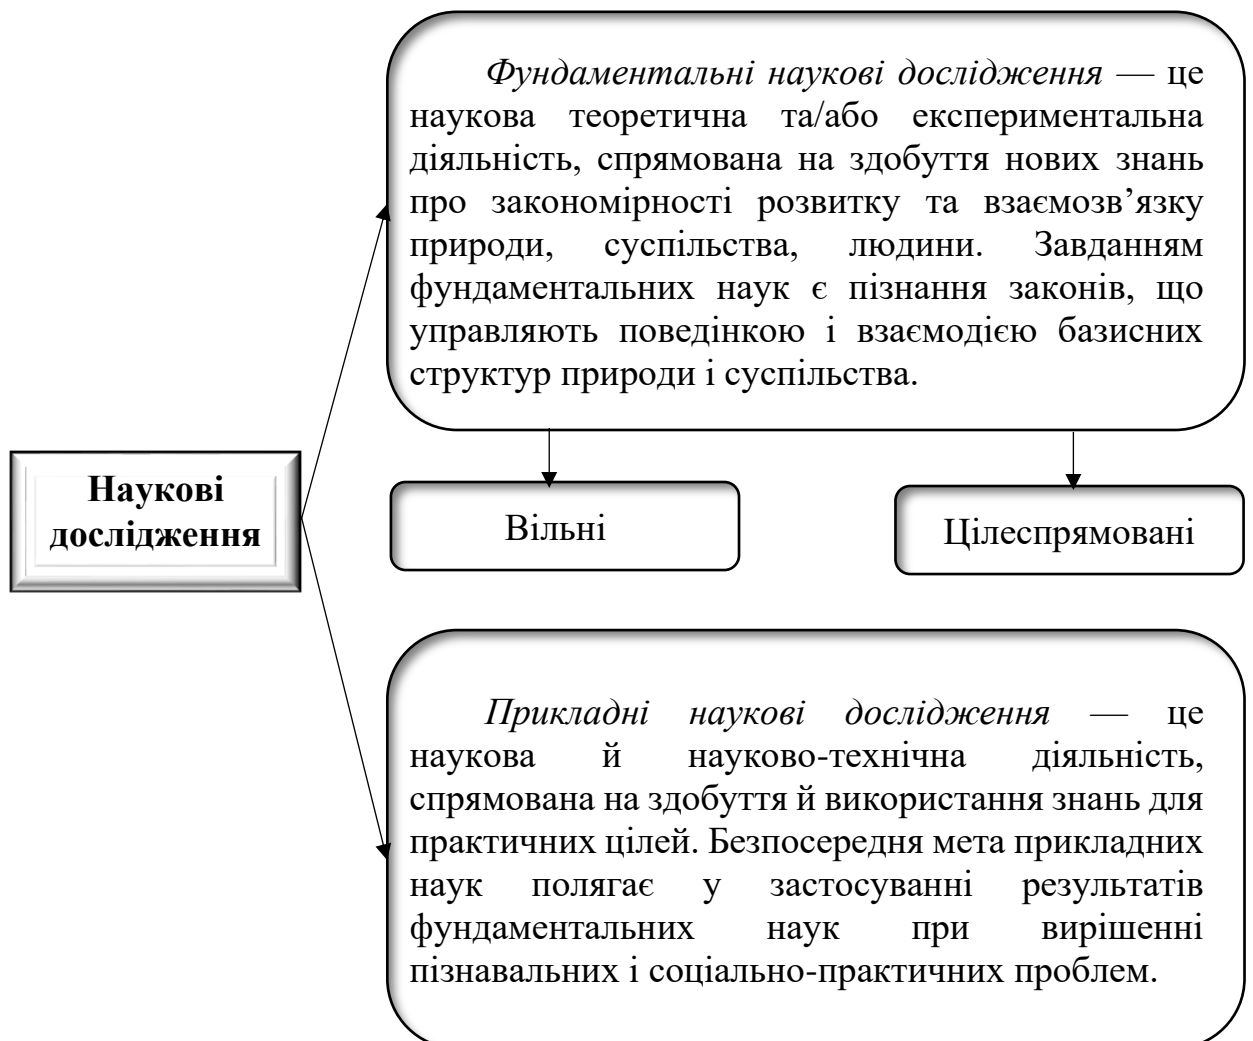 Фундаментальні наукові дослідження — це
наукова теоретична та/або експериментальна
діяльність, спрямована на здобуття нових знань
про закономірності розвитку та взаємозв’язку
природи, суспільства, людини. Завданням
фундаментальних наук є пізнання законів, що
управляють поведінкою і взаємодією базисних
структур природи і суспільства.
Наукові
дослідження
Вільні
Цілеспрямовані
Прикладні наукові дослідження — це
наукова й науково-технічна діяльність,
спрямована на здобуття й використання знань для
практичних цілей. Безпосередня мета прикладних
наук полягає у застосуванні результатів
фундаментальних наук при вирішенні
пізнавальних і соціально-практичних проблем.